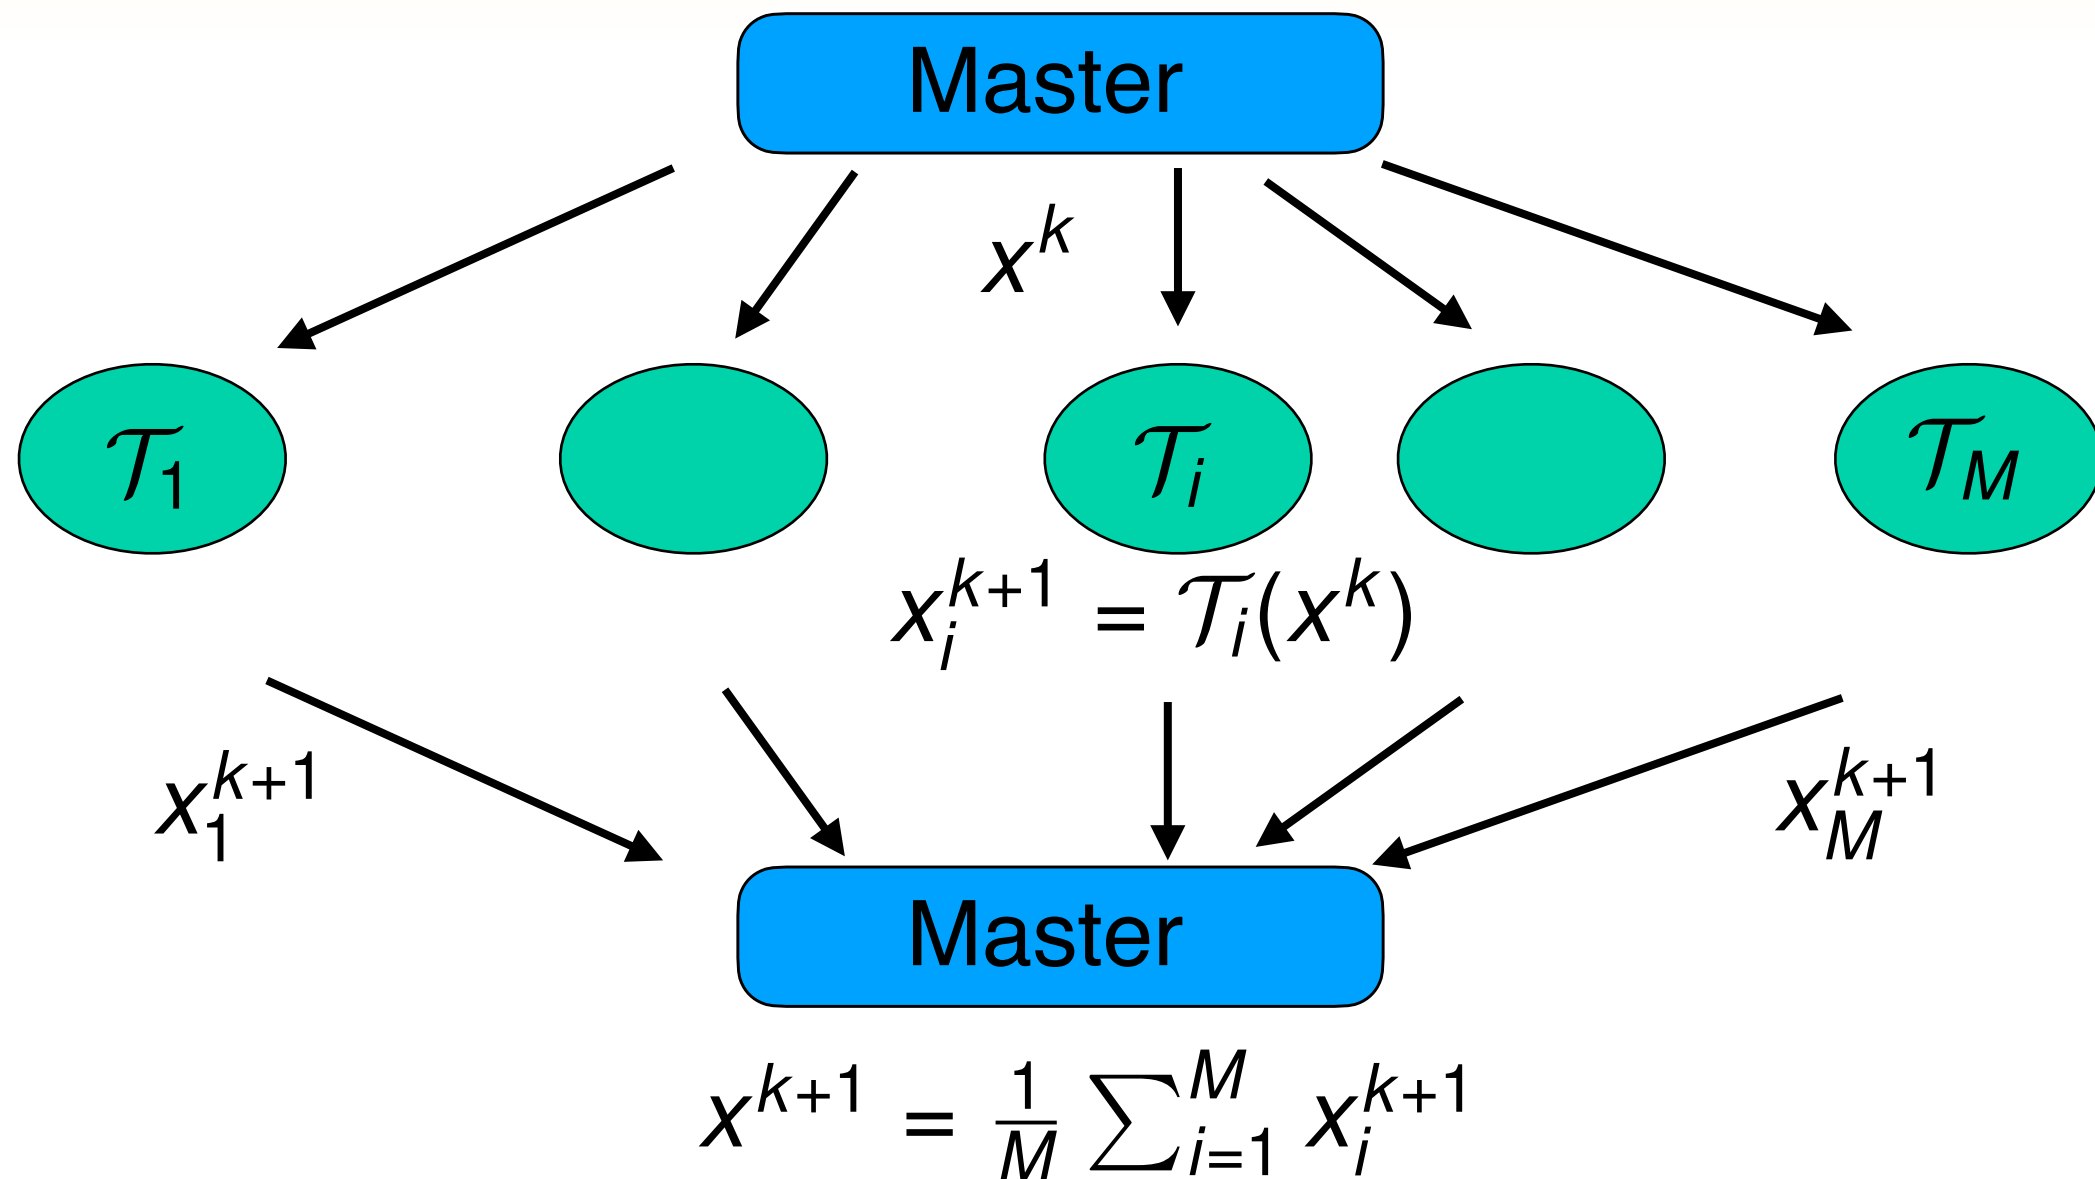 Master
x^k
𝒯_1
𝒯_i
𝒯_M
x_i^{k+1} = 𝒯_i(x^k)
x_1^{k+1}
x_M^{k+1}
Master
x^{k+1} = \frac{1}{M} \sum_{i=1}^{M} x_i^{k+1}